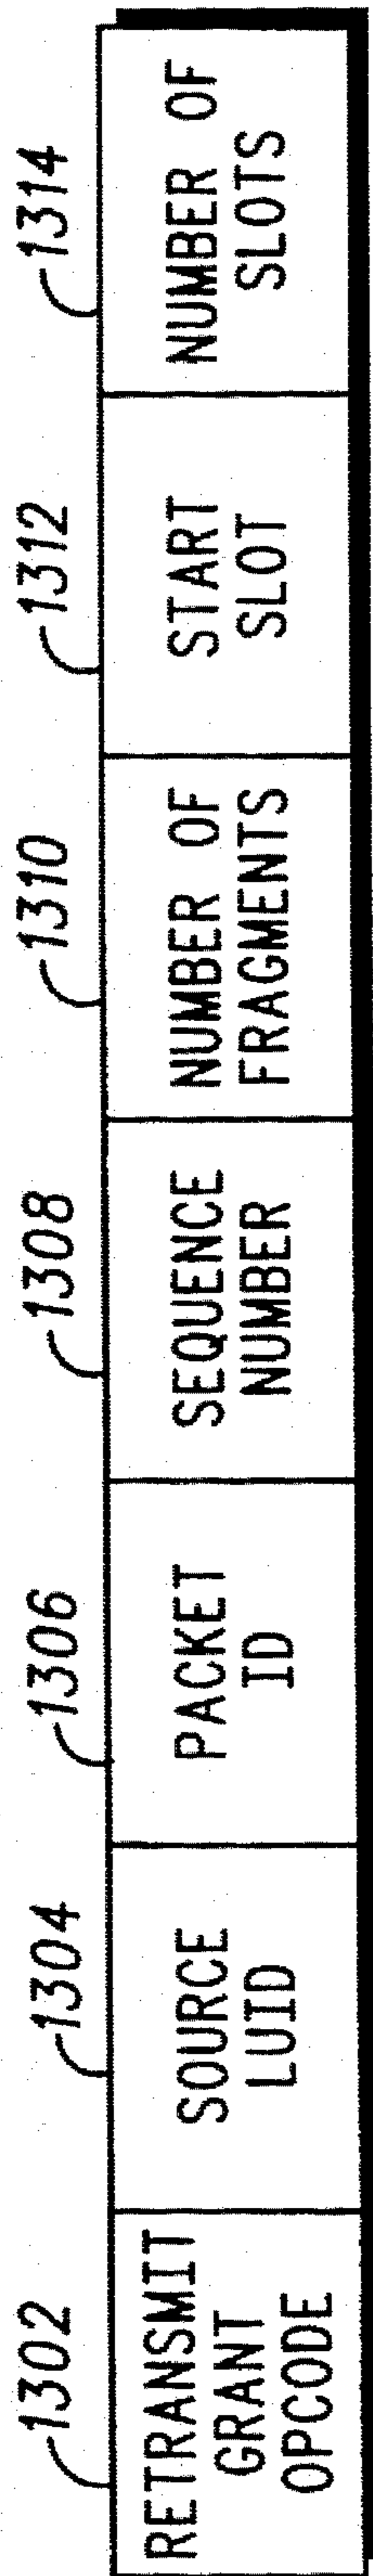 1302
1304
1306
1308
1310
1312
1314
RETRANSMIT
GRANT
OPCODE
SOURCE
LUID
PACKET
ID
SEQUENCE
NUMBER
NUMBER OF
FRAGMENTS
START
SLOT
NUMBER OF
SLOTS